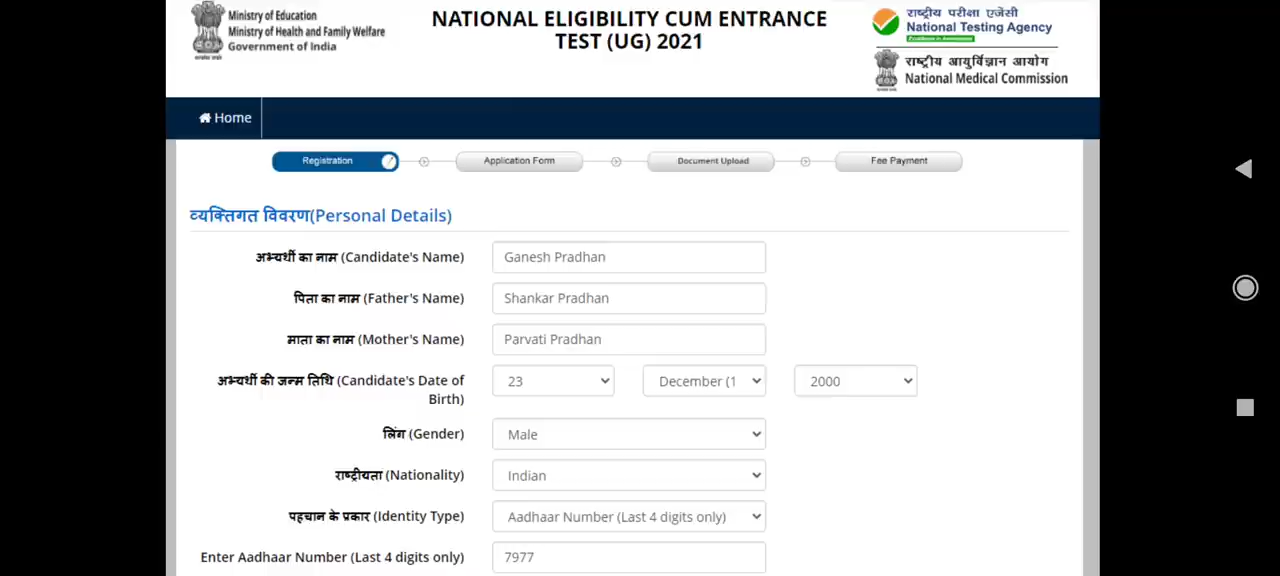 Ministry of Education
Ministry of Health and Family Welfare
Government of India
NATIONAL ELIGIBILITY CUM ENTRANCE
TEST (UG) 2021
राष्ट्रीय परीक्षा एजेंसी
National Testing Agency
Excellence in Assessment
राष्ट्रीय आयुर्विज्ञान आयोग
National Medical Commission
Home
Registration
Application Form
Document Upload
Fee Payment
व्यक्तिगत विवरण(Personal Details)
अभ्यर्थी का नाम (Candidate's Name) Ganesh Pradhan
पिता का नाम (Father's Name) Shankar Pradhan
माता का नाम (Mother's Name) Parvati Pradhan
अभ्यर्थी की जन्म तिथि (Candidate's Date of
Birth)
23 December (1 2000
लिंग (Gender) Male
राष्ट्रीयता (Nationality) Indian
पहचान के प्रकार (Identity Type) Aadhaar Number (Last 4 digits only)
Enter Aadhaar Number (Last 4 digits only) 7977